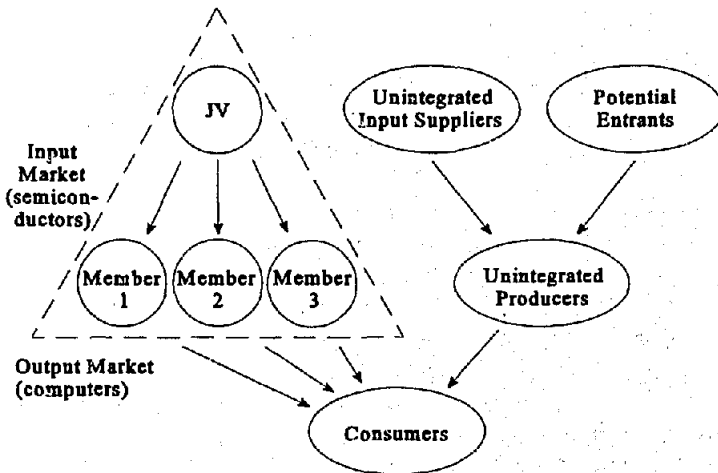 JV
Unintegrated
Input Suppliers
Potential
Entrants
Input
Market
(semicon-
ductors)
Member
1
Member
2
Member
3
Unintegrated
Producers
Output Market
(computers)
Consumers